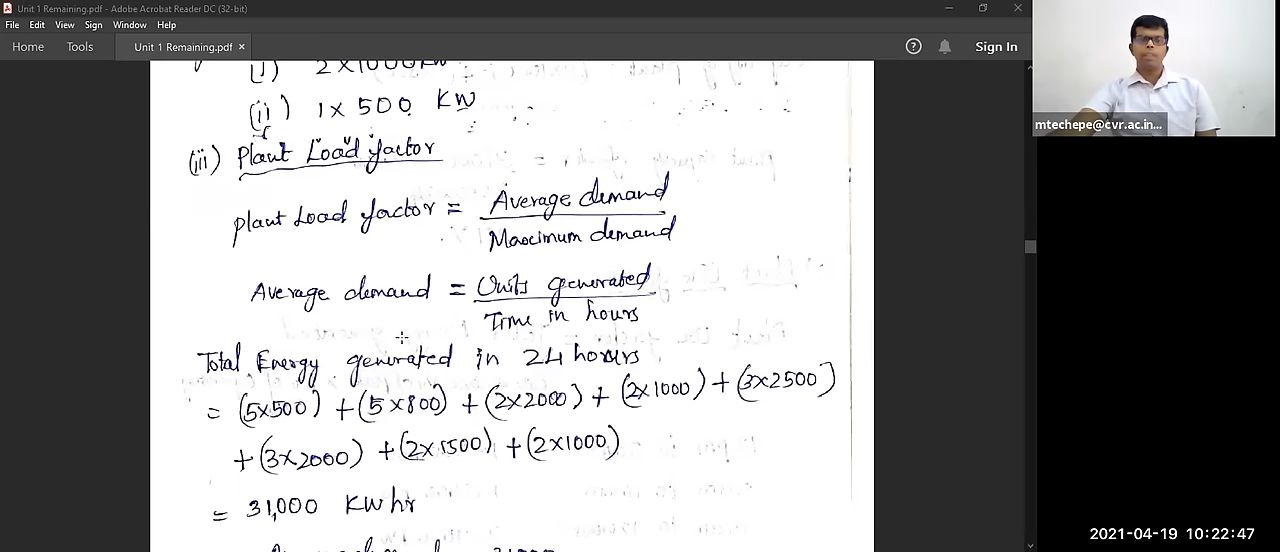 Unit 1 Remaining.pdf - Adobe Acrobat Reader DC (32-bit)
File Edit View Sign Window Help
Home Tools Unit 1 Remaining.pdf × Sign In
(i) 2 x 1000 KW
(ii) 1 x 500 KW
(iii) Plant Load factor
Plant Load factor = Average demand
Maximum demand
Average demand = Units generated
Time in hours
Total Energy generated in 24 hours
= (5x500) + (5x800) + (2x2000) + (2x1000) + (3x2500)
+ (3x2000) + (2x1500) + (2x1000)
= 31,000 KW hr
mtechepe@cvr.ac.in...
2021-04-19 10:22:47